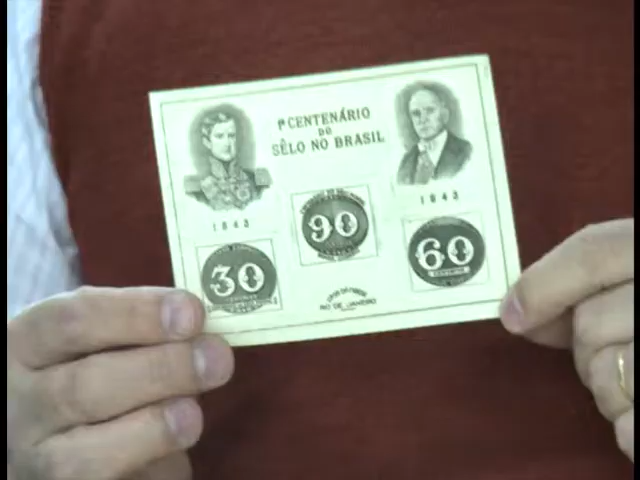 1º CENTENÁRIO
DO
SÊLO NO BRASIL
1843
1943
90
30
60
RIO DE JANEIRO